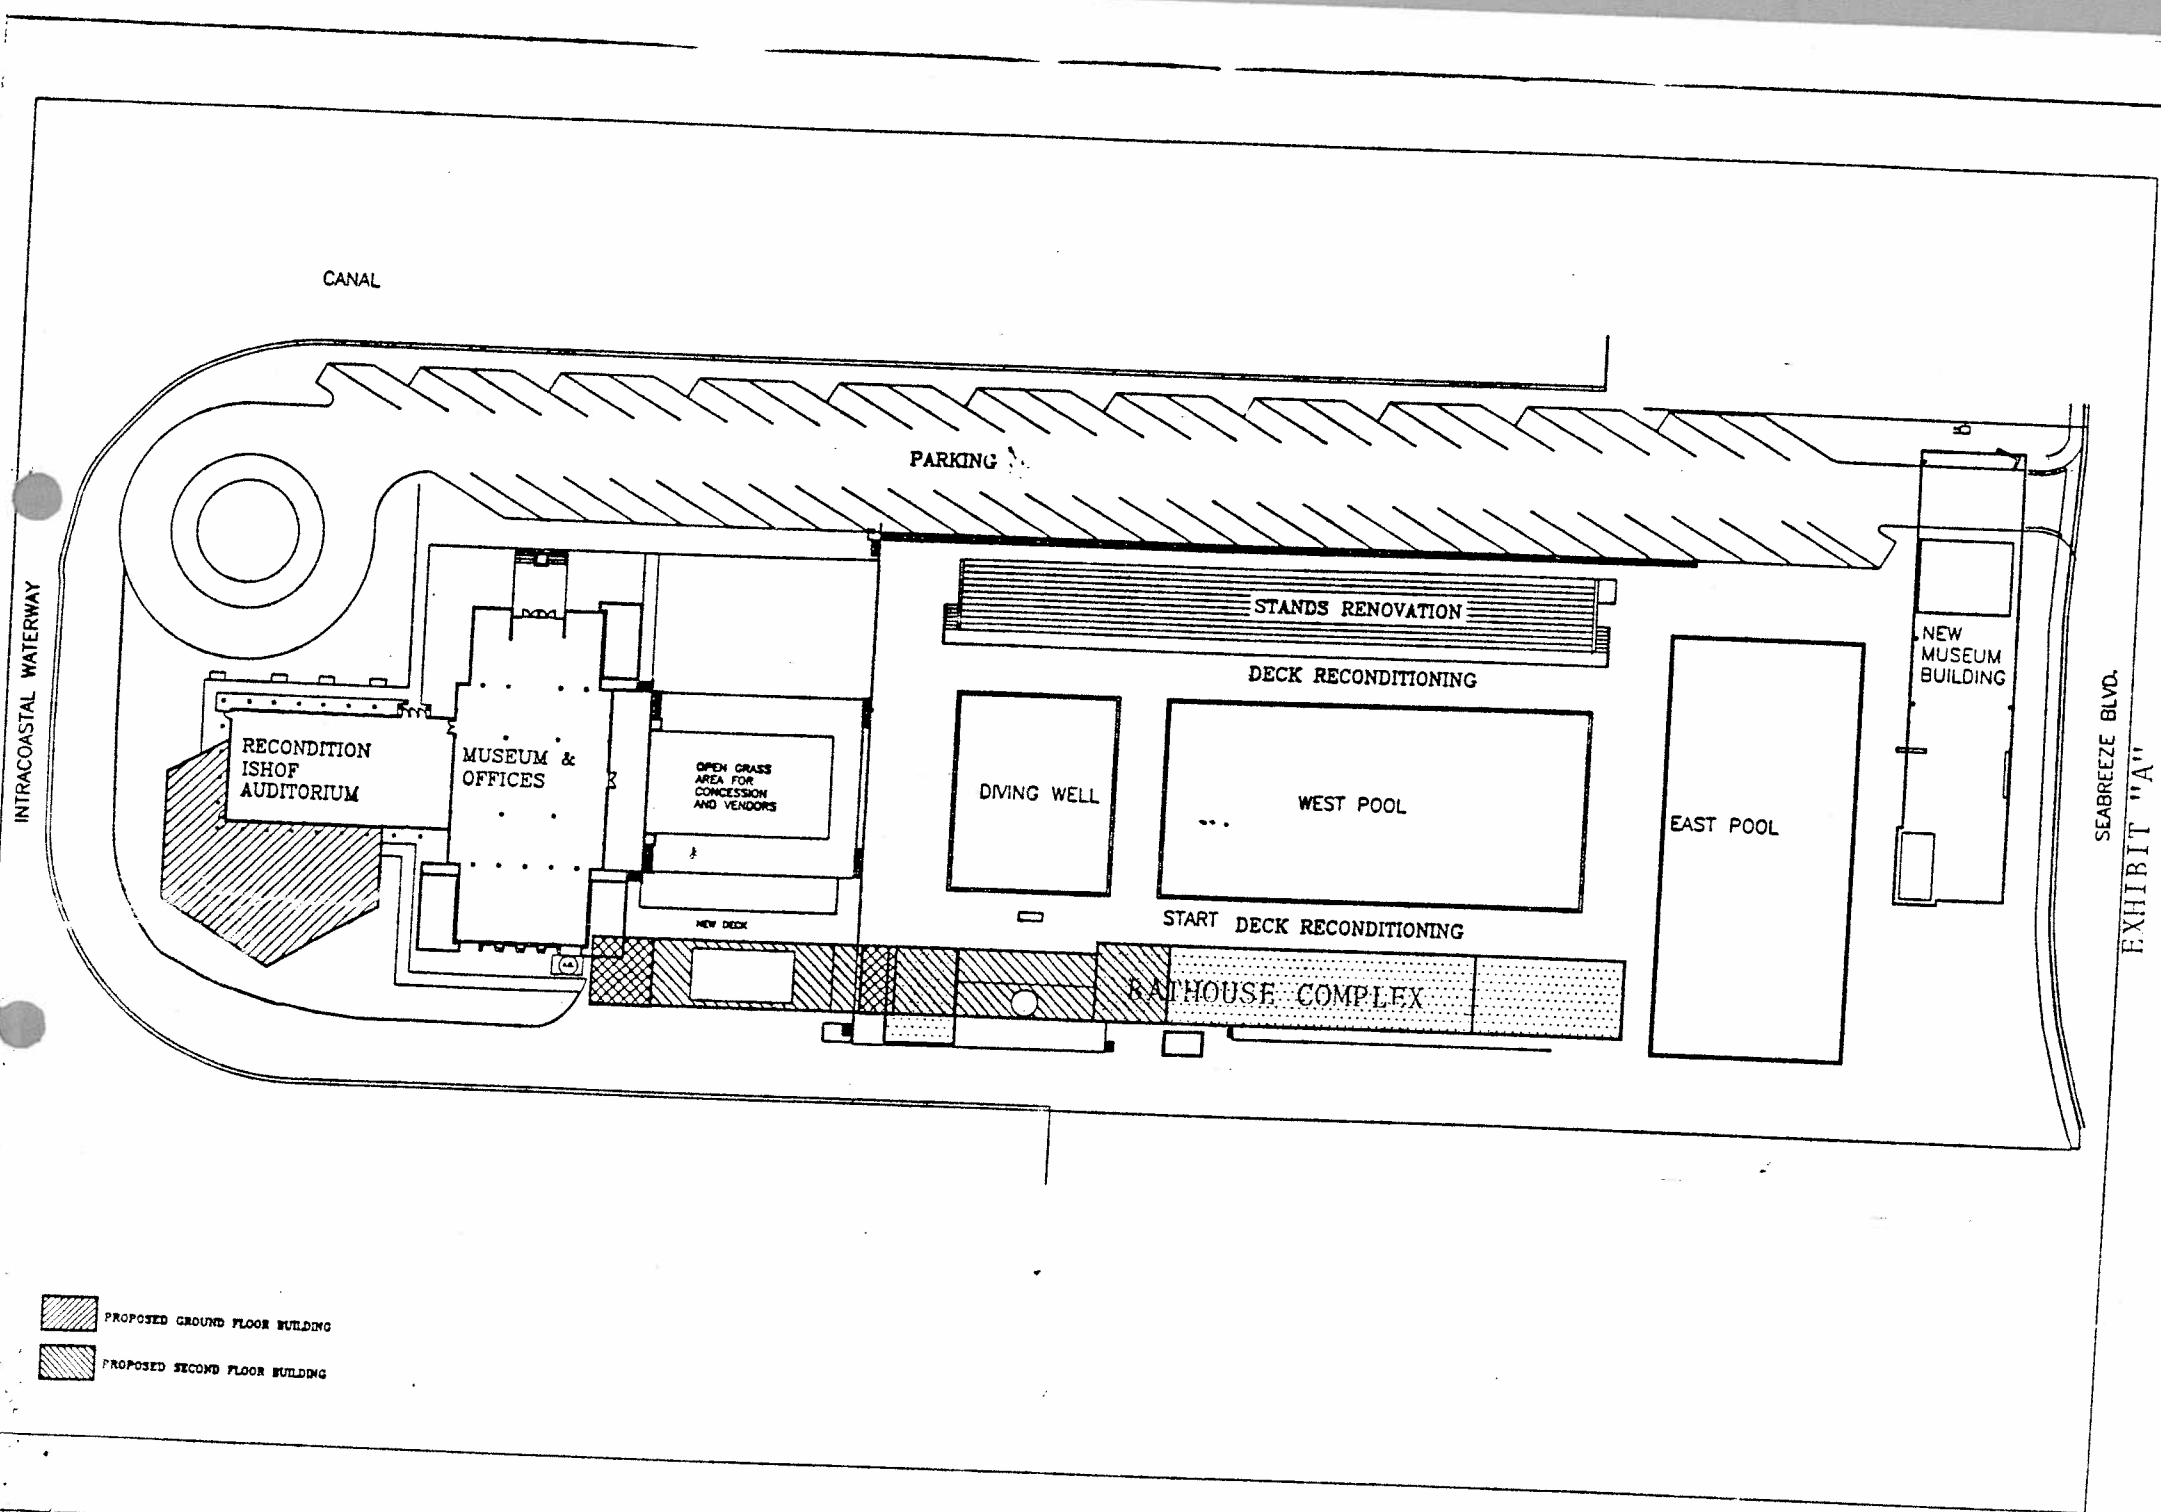 CANAL
PARKING
INTRACOASTAL WATERWAY
STANDS RENOVATION
DECK RECONDITIONING
NEW
MUSEUM
BUILDING
SEABREEZE BLVD.
EXHIBIT "A"
RECONDITION
ISHOF
AUDITORIUM
MUSEUM &
OFFICES
OPEN GRASS
AREA FOR
CONCESSION
AND VENDORS
DIVING WELL
WEST POOL
EAST POOL
NEW DECK
START DECK RECONDITIONING
BATHOUSE COMPLEX
PROPOSED GROUND FLOOR BUILDING
PROPOSED SECOND FLOOR BUILDING